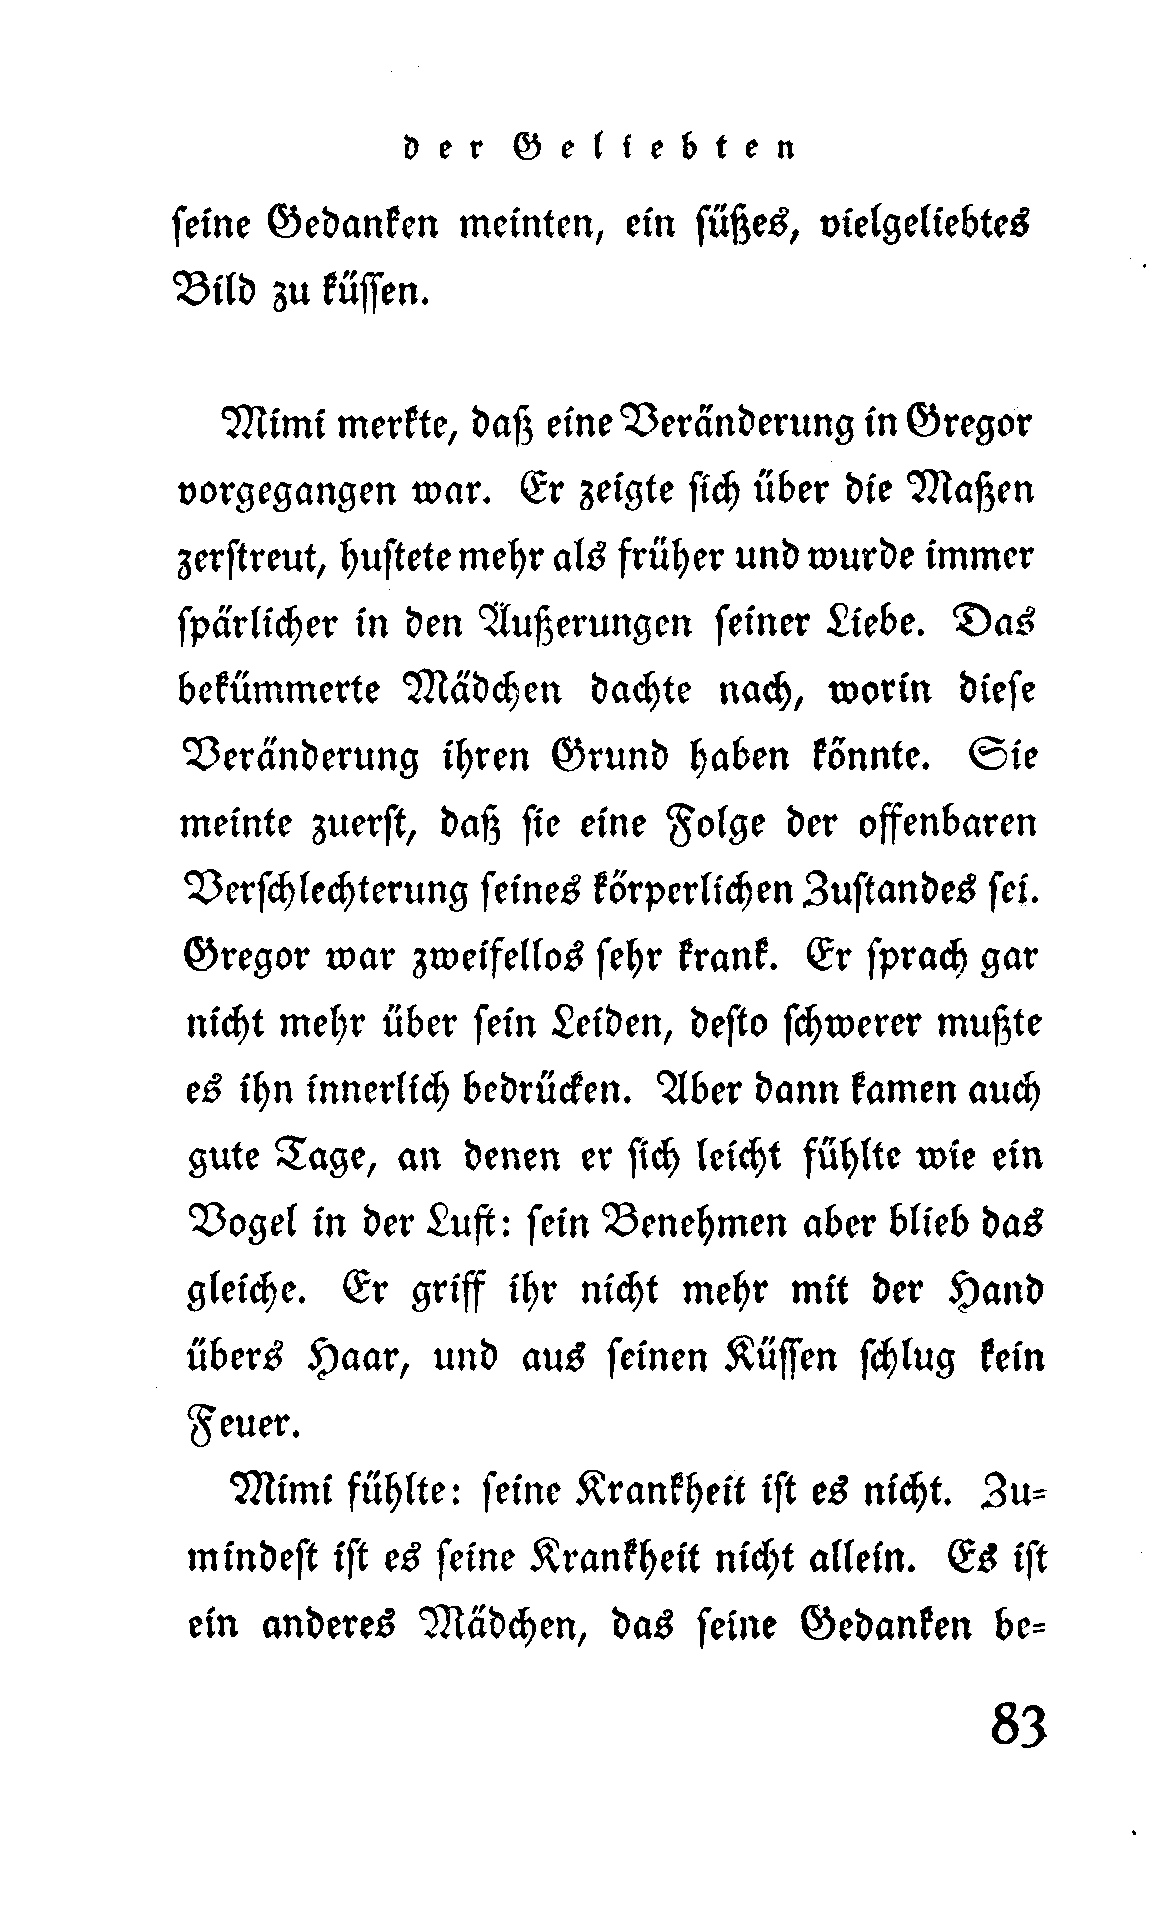 der Geliebten
seine Gedanken meinten, ein süßes, vielgeliebtes
Bild zu küssen.
Mimi merkte, daß eine Veränderung in Gregor
vorgegangen war. Er zeigte sich über die Maßen
zerstreut, hustete mehr als früher und wurde immer
spärlicher in den Äußerungen seiner Liebe. Das
bekümmerte Mädchen dachte nach, worin diese
Veränderung ihren Grund haben könnte. Sie
meinte zuerst, daß sie eine Folge der offenbaren
Verschlechterung seines körperlichen Zustandes sei.
Gregor war zweifellos sehr krank. Er sprach gar
nicht mehr über sein Leiden, desto schwerer mußte
es ihn innerlich bedrücken. Aber dann kamen auch
gute Tage, an denen er sich leicht fühlte wie ein
Vogel in der Luft: sein Benehmen aber blieb das
gleiche. Er griff ihr nicht mehr mit der Hand
übers Haar, und aus seinen Küssen schlug kein
Feuer.
Mimi fühlte: seine Krankheit ist es nicht. Zu-
mindest ist es seine Krankheit nicht allein. Es ist
ein anderes Mädchen, das seine Gedanken be-
83